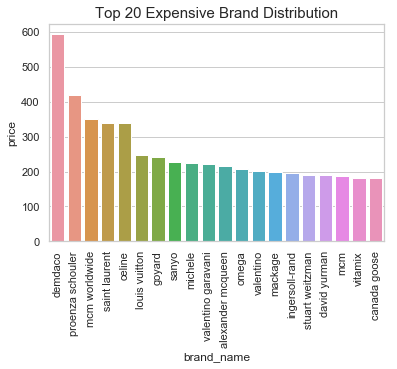 Top 20 Expensive Brand Distribution
600
500
400
300
200
100
0
price
demdaco
proenza schouler
mcm worldwide
saint laurent
celine
louis vuitton
goyard
sanyo
michele
valentino garavani
alexander mcqueen
omega
valentino
mackage
ingersoll-rand
stuart weitzman
david yurman
mcm
vitamix
canada goose
brand_name